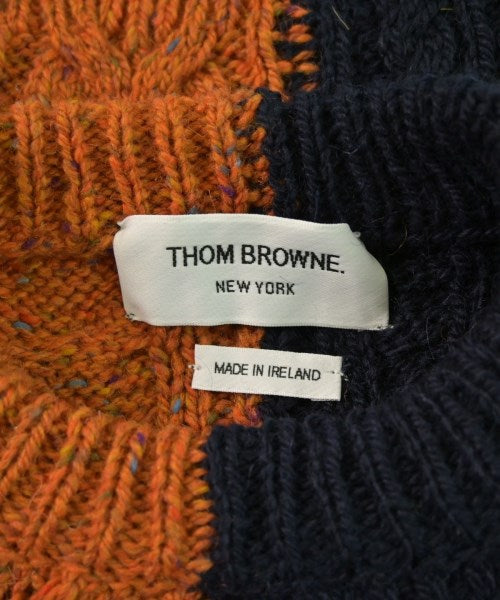 THOM BROWNE.
NEW YORK
MADE IN IRELAND